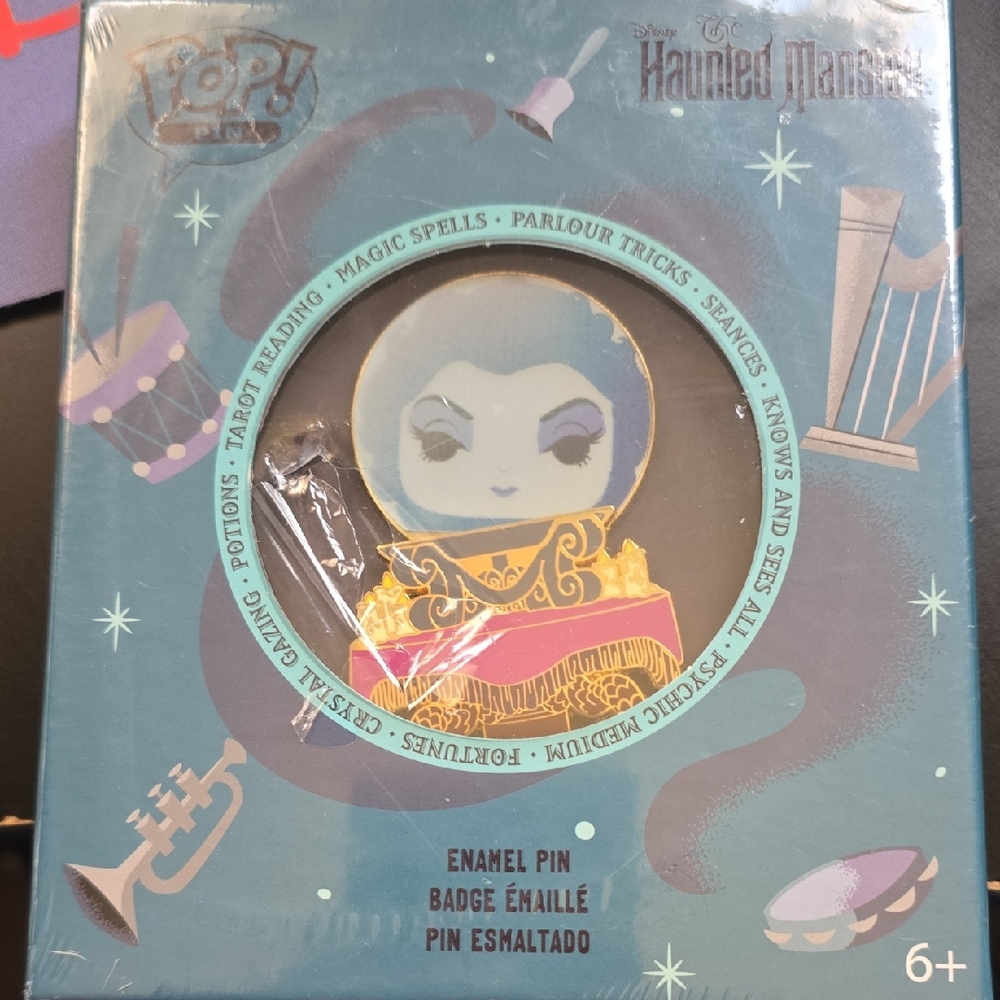 POP!
PIN
Disney
The
Haunted Mansion
MAGIC SPELLS · PARLOUR TRICKS · SEANCES · KNOWS AND SEES ALL · PSYCHIC MEDIUM · FORTUNES · CRYSTAL GAZING · POTIONS · TAROT READING ·
ENAMEL PIN
BADGE ÉMAILLÉ
PIN ESMALTADO
6+